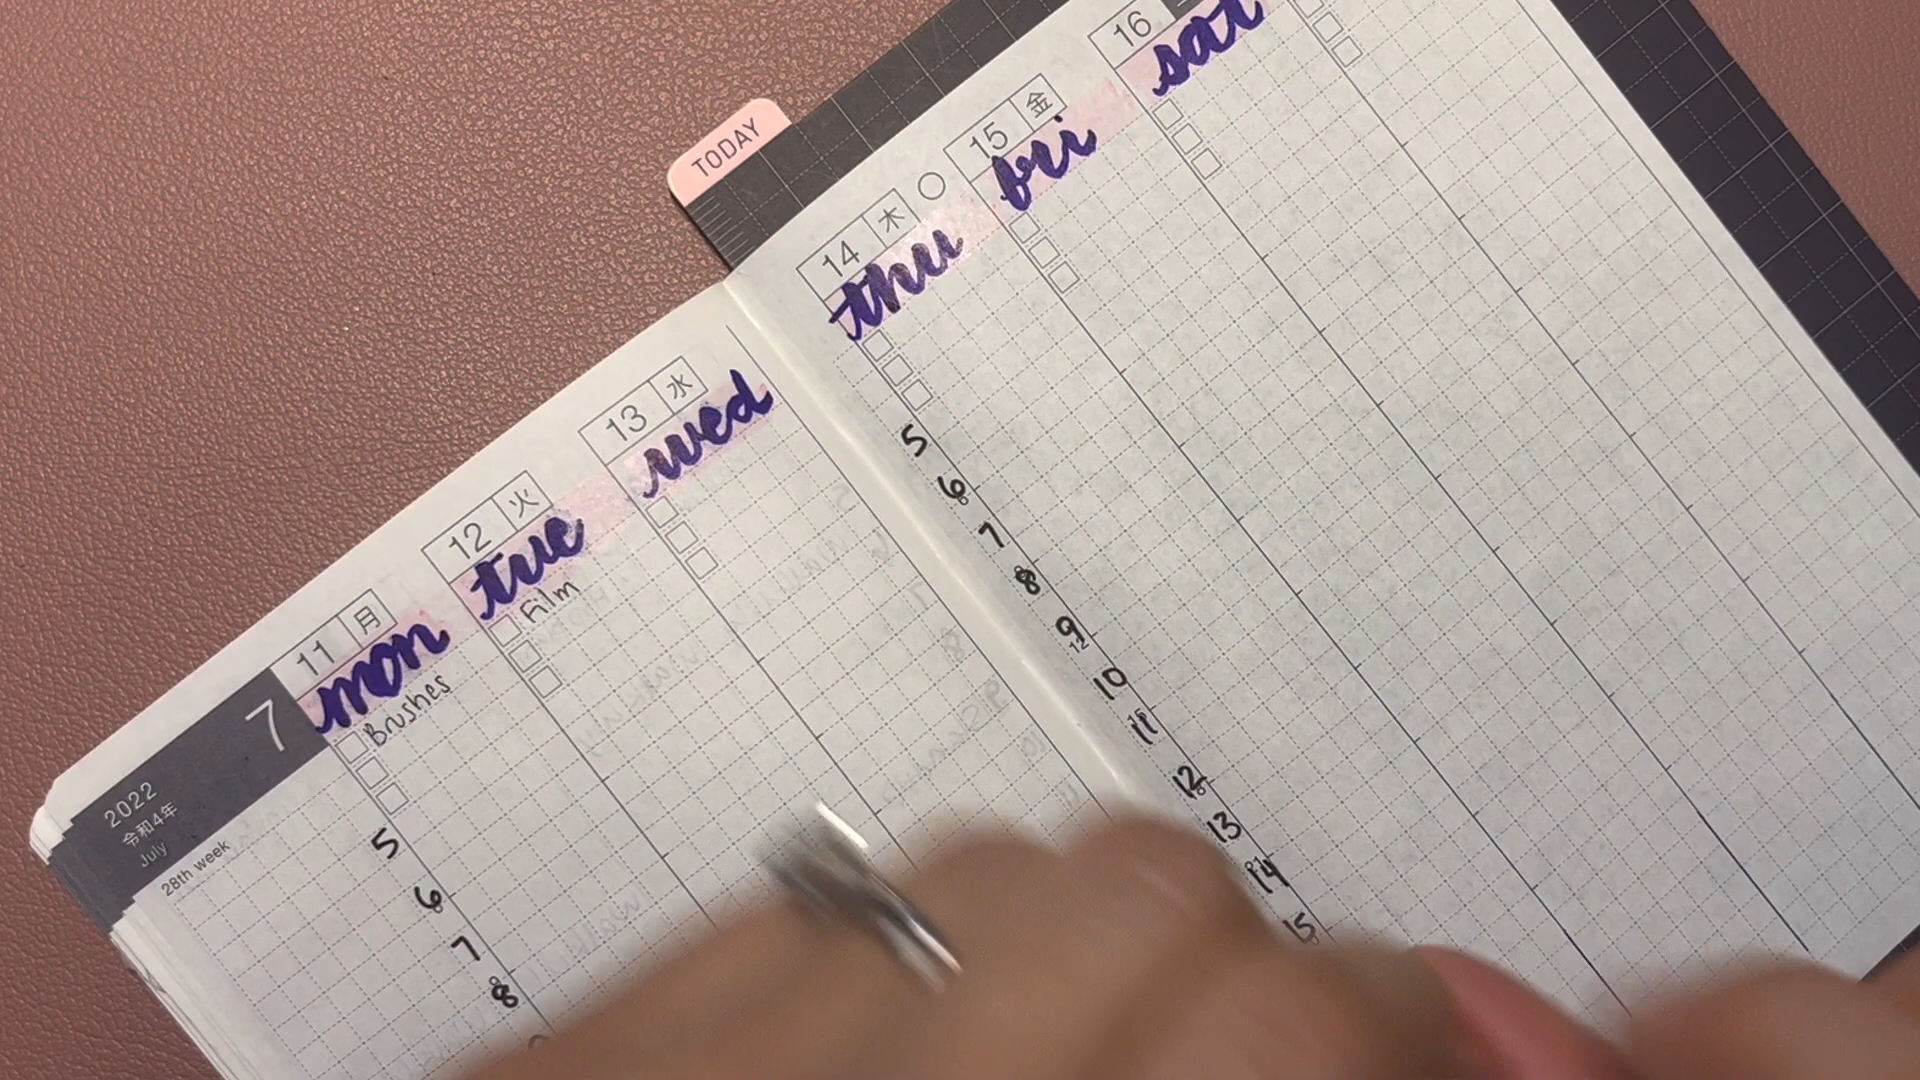 TODAY
7
2022
令和4年
July
28th week
11 月
mon
Brushes
5
6
7
8
12 火
tue
Film
13 水
wed
14 木
thu
5
6
7
8
9
12
10
11
12
13
14
15
15 金
fri
16
sat